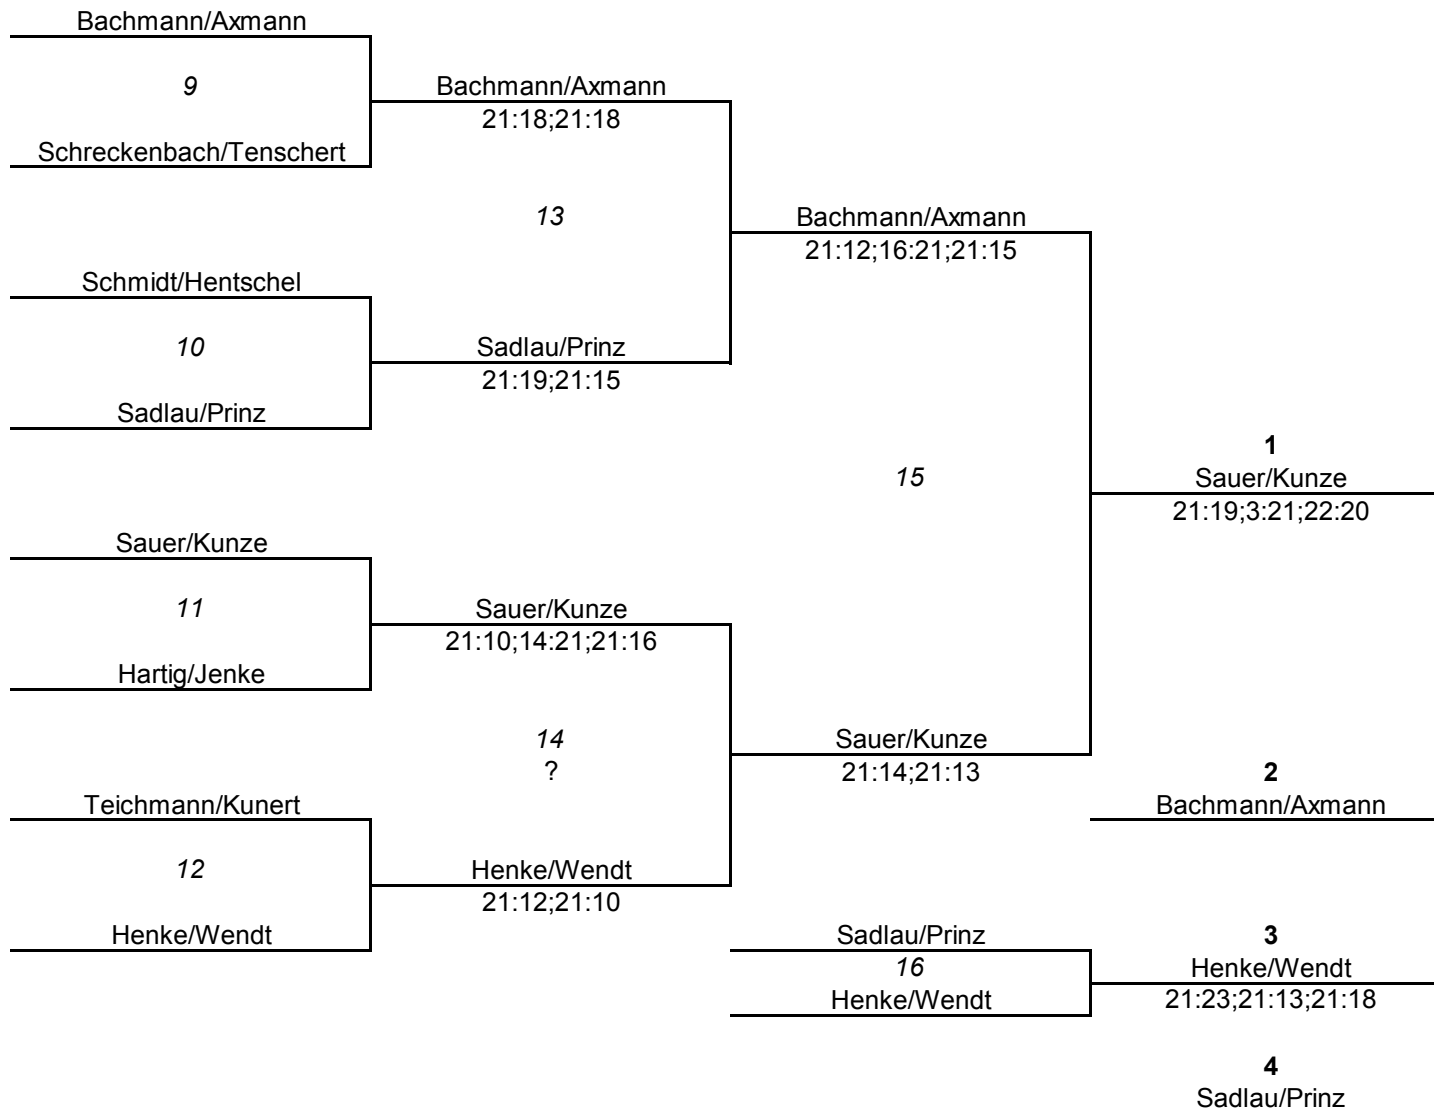 Bachmann/Axmann
9
Bachmann/Axmann
21:18;21:18
Schreckenbach/Tenschert
13
Bachmann/Axmann
21:12;16:21;21:15
Schmidt/Hentschel
10
Sadlau/Prinz
21:19;21:15
Sadlau/Prinz
1
15
Sauer/Kunze
21:19;3:21;22:20
Sauer/Kunze
11
Sauer/Kunze
21:10;14:21;21:16
Hartig/Jenke
14
Sauer/Kunze
?
21:14;21:13
2
Teichmann/Kunert
Bachmann/Axmann
12
Henke/Wendt
21:12;21:10
Henke/Wendt
Sadlau/Prinz
3
16
Henke/Wendt
Henke/Wendt
21:23;21:13;21:18
4
Sadlau/Prinz